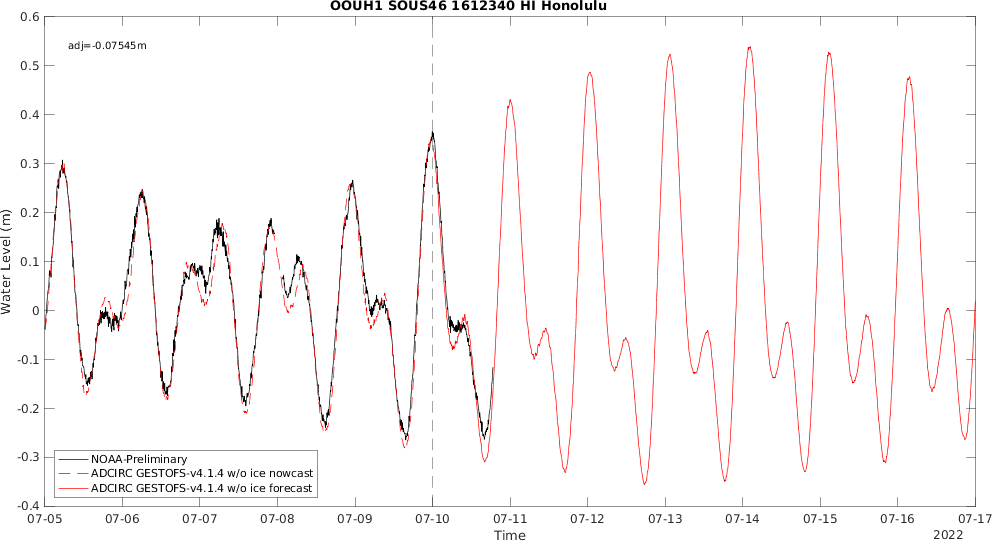 OOUH1 SOUS46 1612340 HI Honolulu
adj=-0.07545m
0.6
0.5
0.4
0.3
0.2
0.1
0
-0.1
-0.2
-0.3
-0.4
Water Level (m)
NOAA-Preliminary
ADCIRC GESTOFS-v4.1.4 w/o ice nowcast
ADCIRC GESTOFS-v4.1.4 w/o ice forecast
07-05 07-06 07-07 07-08 07-09 07-10 07-11 07-12 07-13 07-14 07-15 07-16 07-17
Time
2022